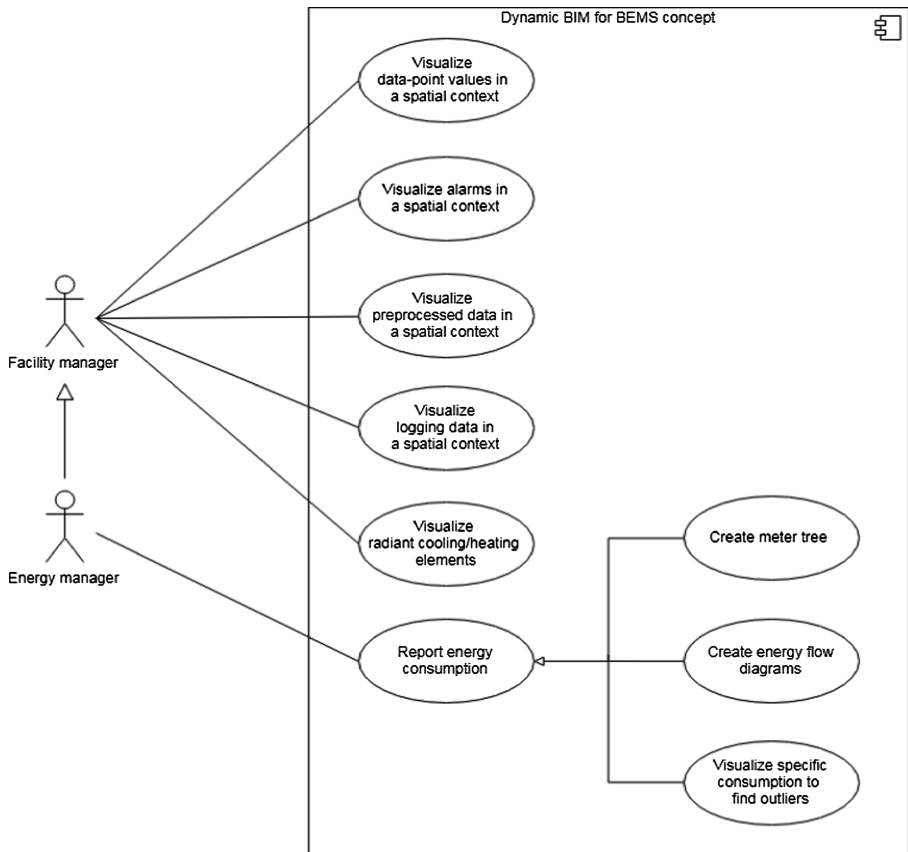 Dynamic BIM for BEMS concept
Visualize
data-point values in
a spatial context
Visualize alarms in
a spatial context
Visualize
preprocessed data in
a spatial context
Facility manager
Visualize
logging data in
a spatial context
Visualize
radiant cooling/heating
elements
Create meter tree
Energy manager
Report energy
consumption
Create energy flow
diagrams
Visualize specific
consumption to
find outliers